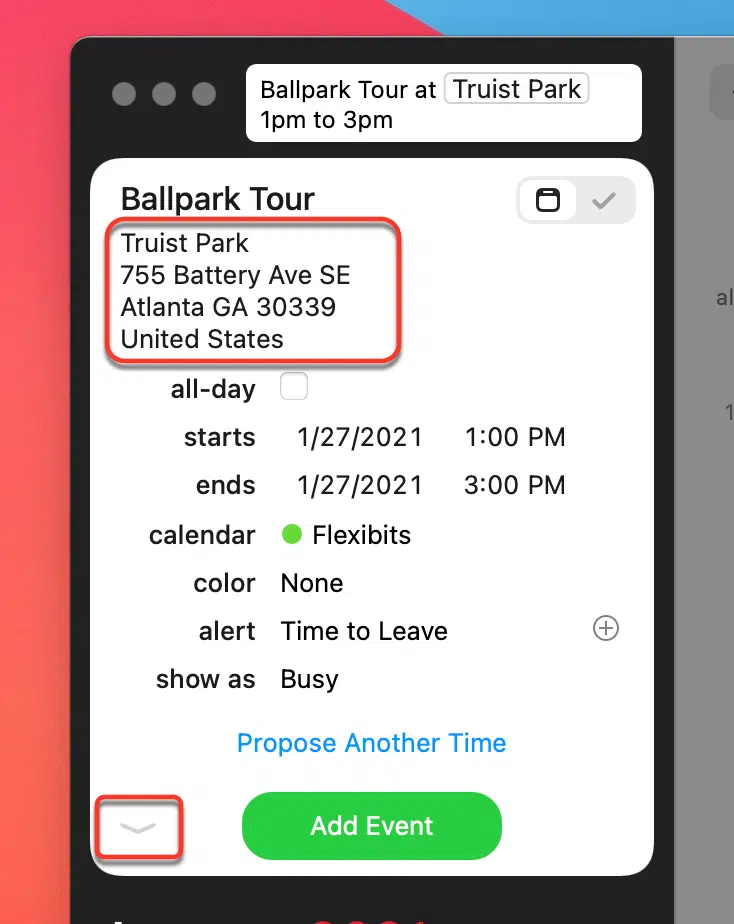 Ballpark Tour at Truist Park
1pm to 3pm
Ballpark Tour
Truist Park
755 Battery Ave SE
Atlanta GA 30339
United States
all-day
starts 1/27/2021 1:00 PM
ends 1/27/2021 3:00 PM
calendar Flexibits
color None
alert Time to Leave
show as Busy
Propose Another Time
Add Event